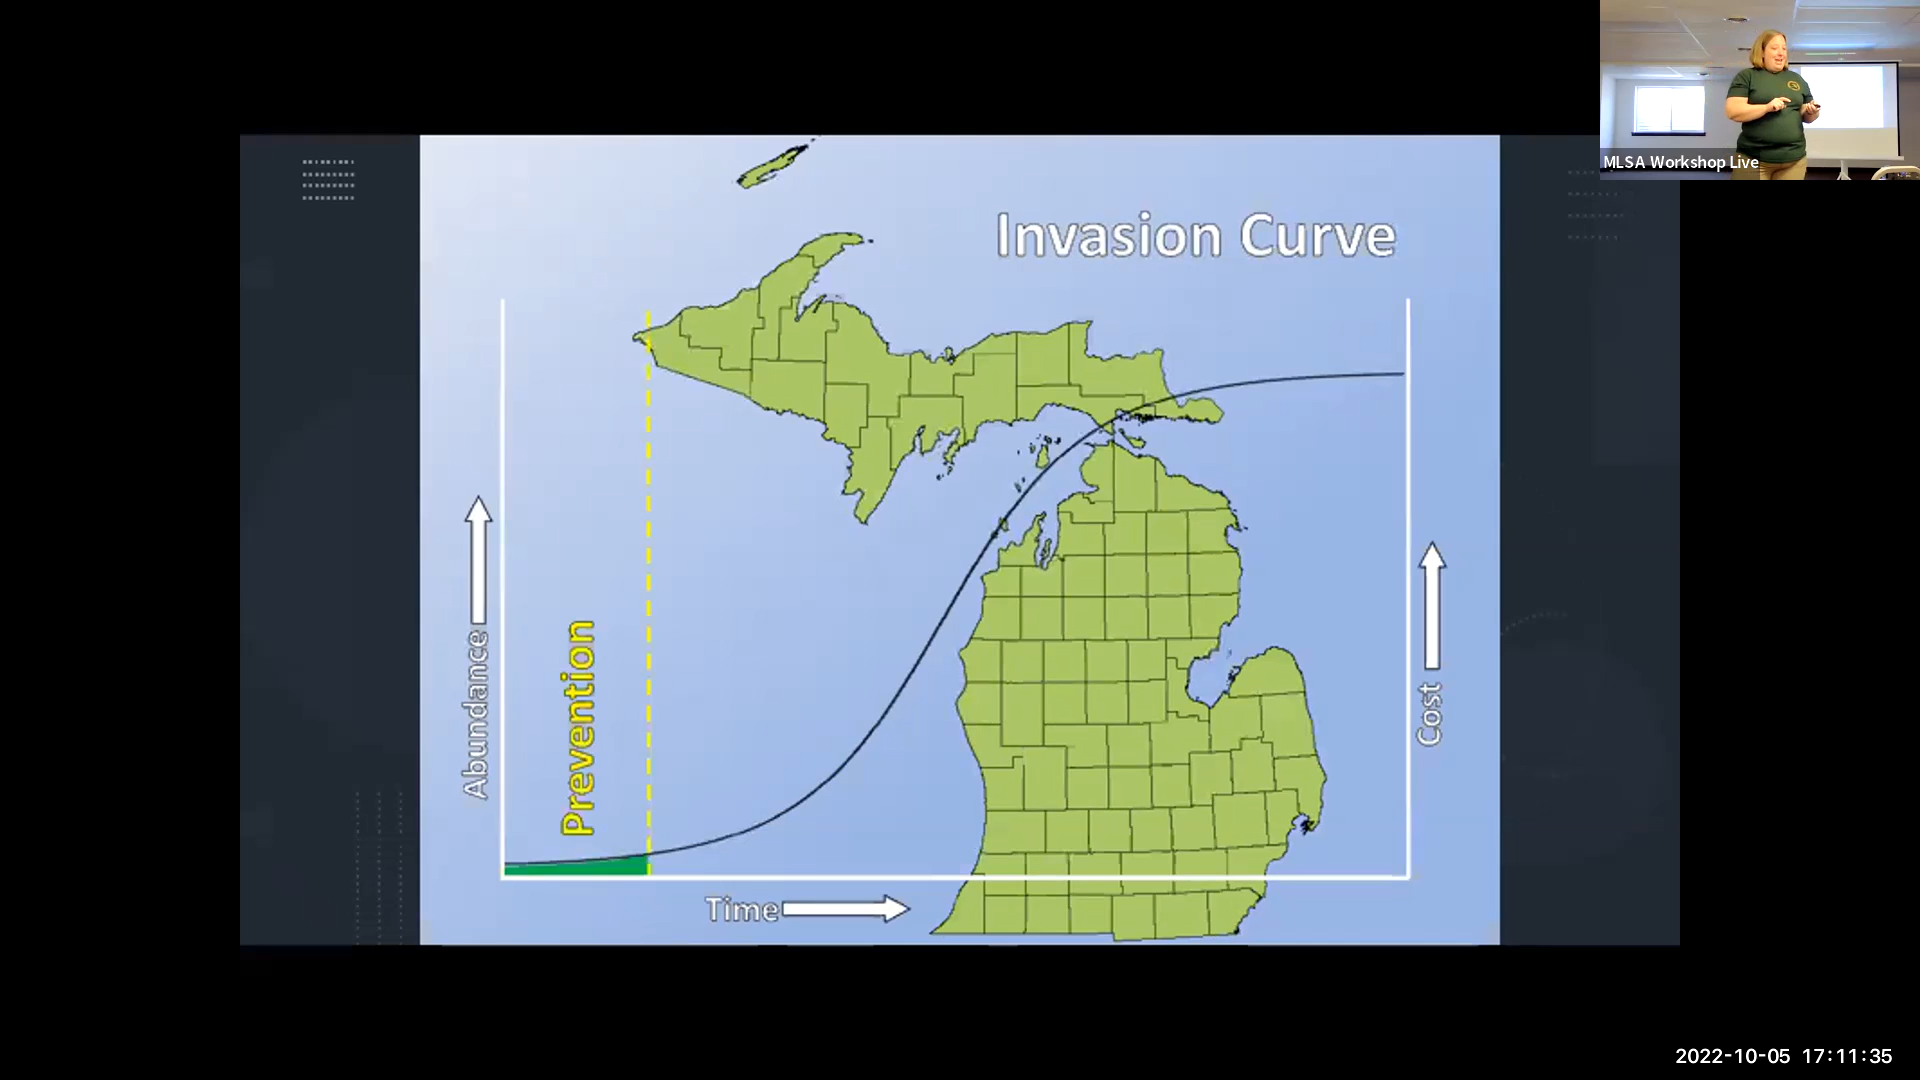 MLSA Workshop Live
Invasion Curve
Abundance
Prevention
Cost
Time
2022-10-05 17:11:35